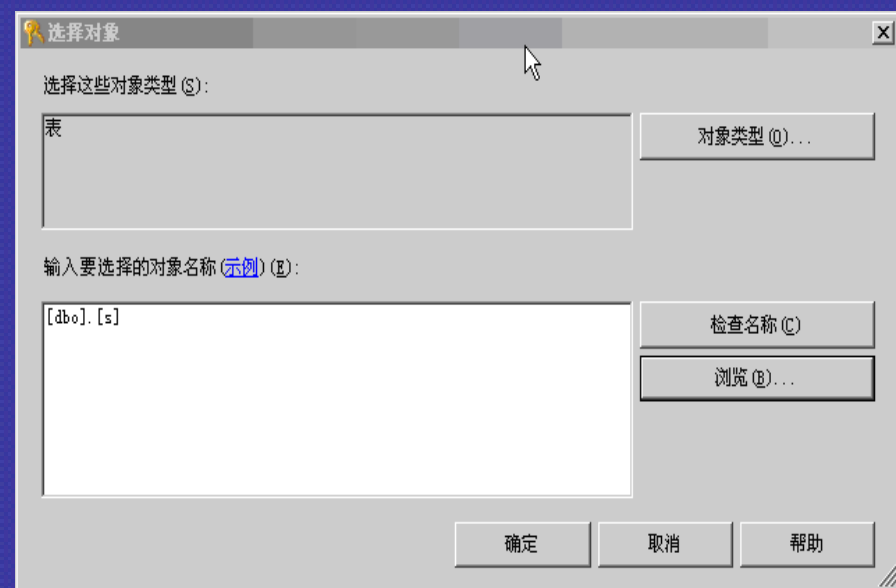 选择对象
选择这些对象类型(S):
表
对象类型(O)...
输入要选择的对象名称(示例)(E):
[dbo].[s]
检查名称(C)
浏览(B)...
确定
取消
帮助